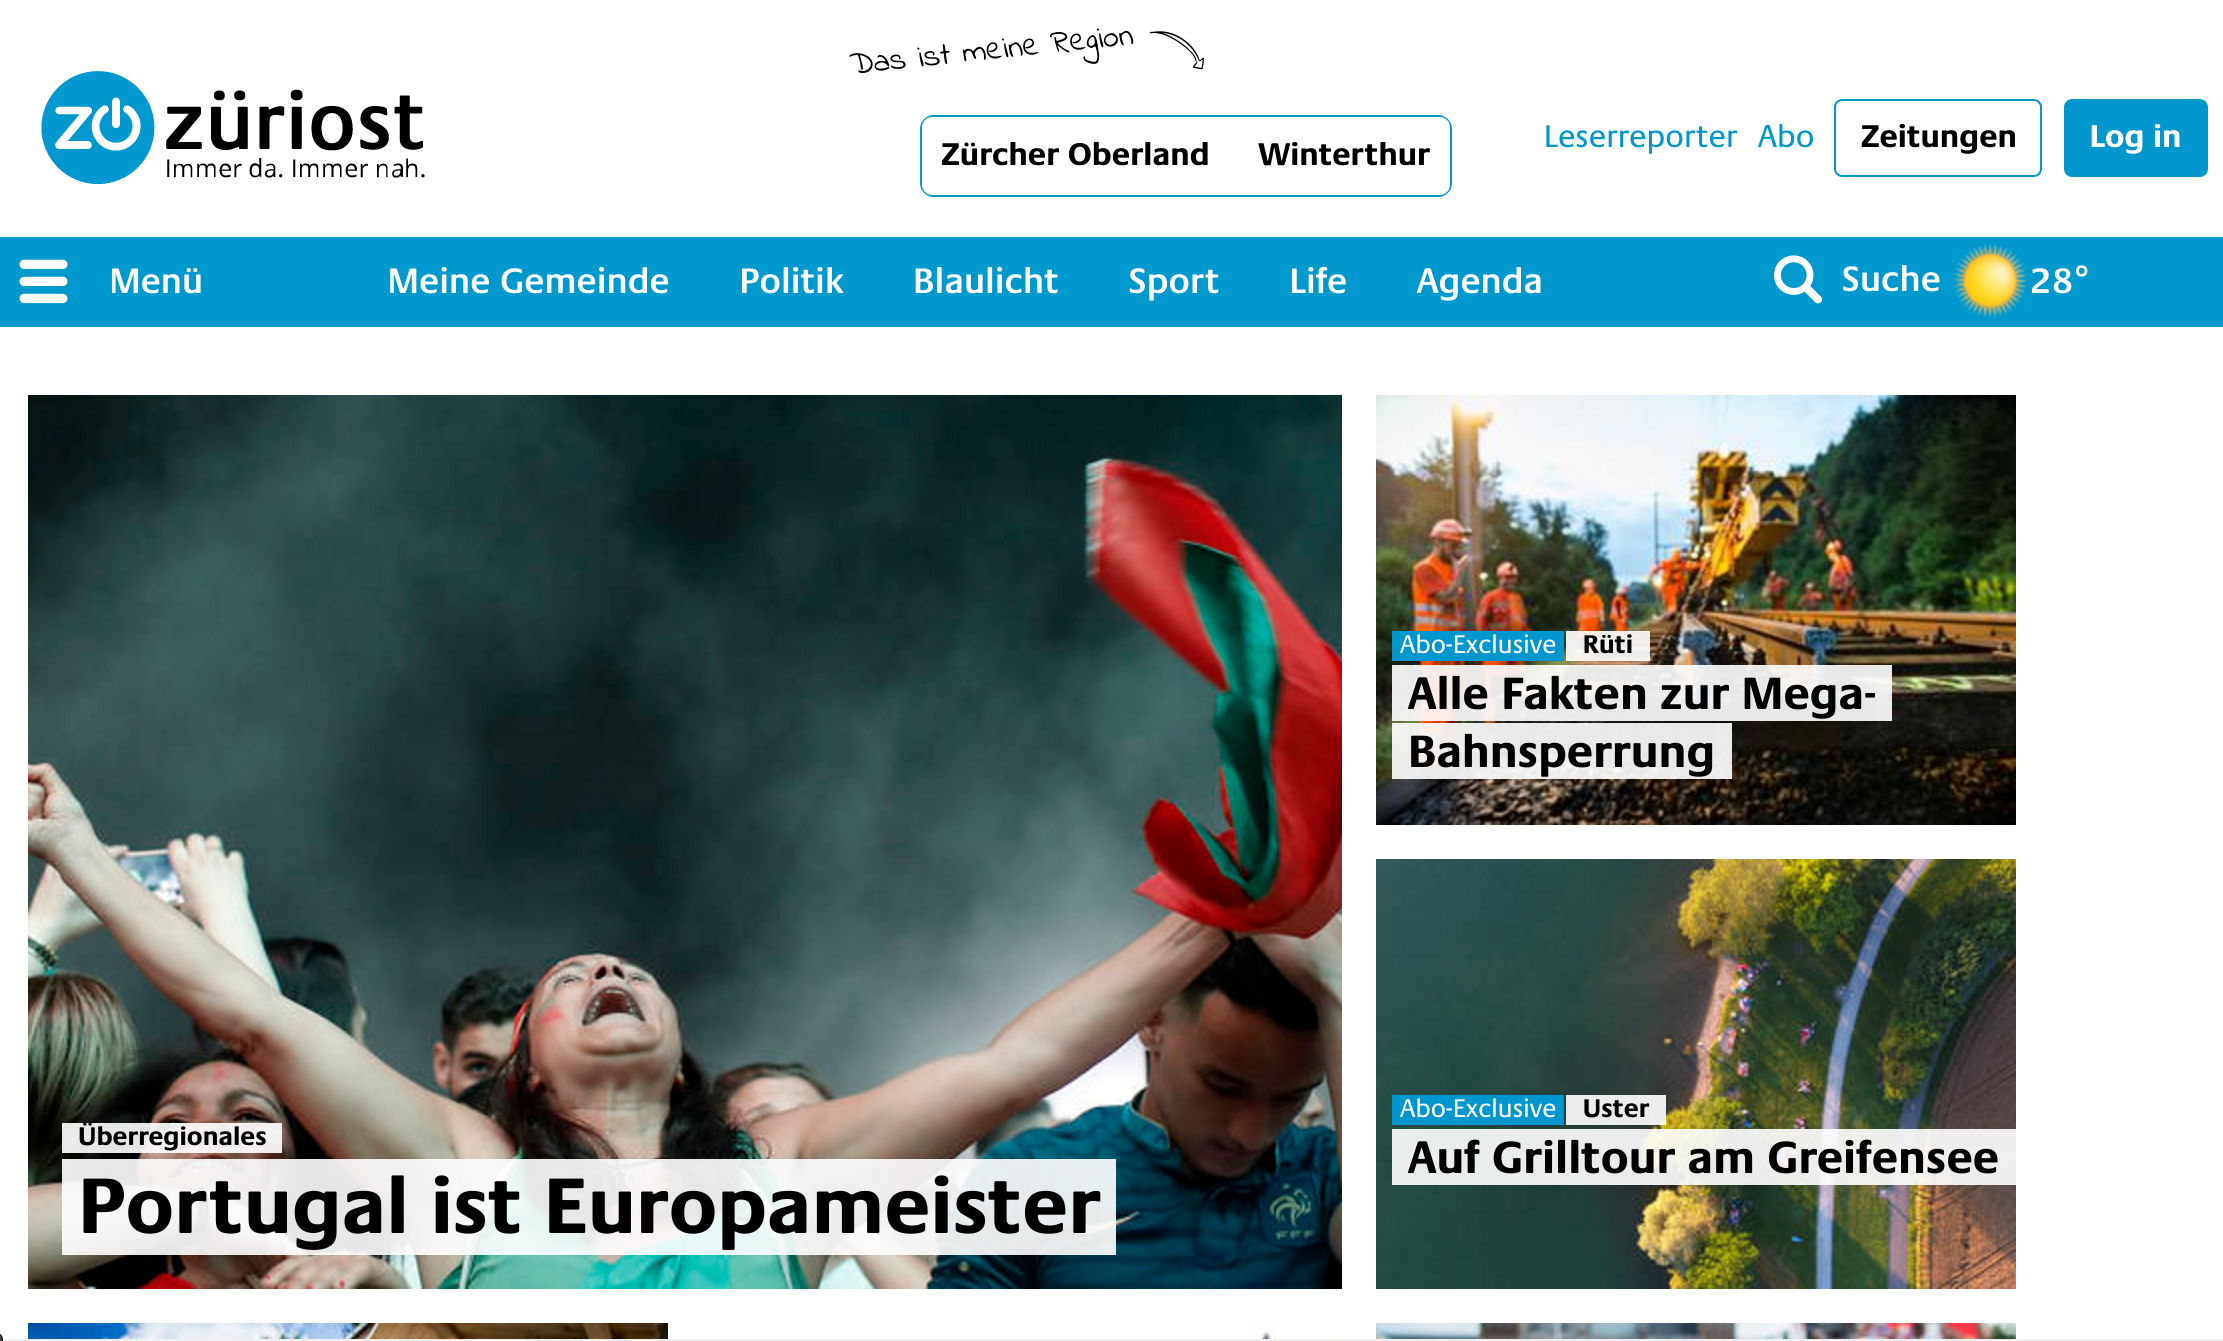 Das ist meine Region
zo
züriost
Immer da. Immer nah.
Zürcher Oberland Winterthur
Leserreporter Abo Zeitungen Log in
Menü Meine Gemeinde Politik Blaulicht Sport Life Agenda Suche 28°
Überregionales
Portugal ist Europameister
Abo-Exclusive Rüti
Alle Fakten zur Mega-
Bahnsperrung
Abo-Exclusive Uster
Auf Grilltour am Greifensee